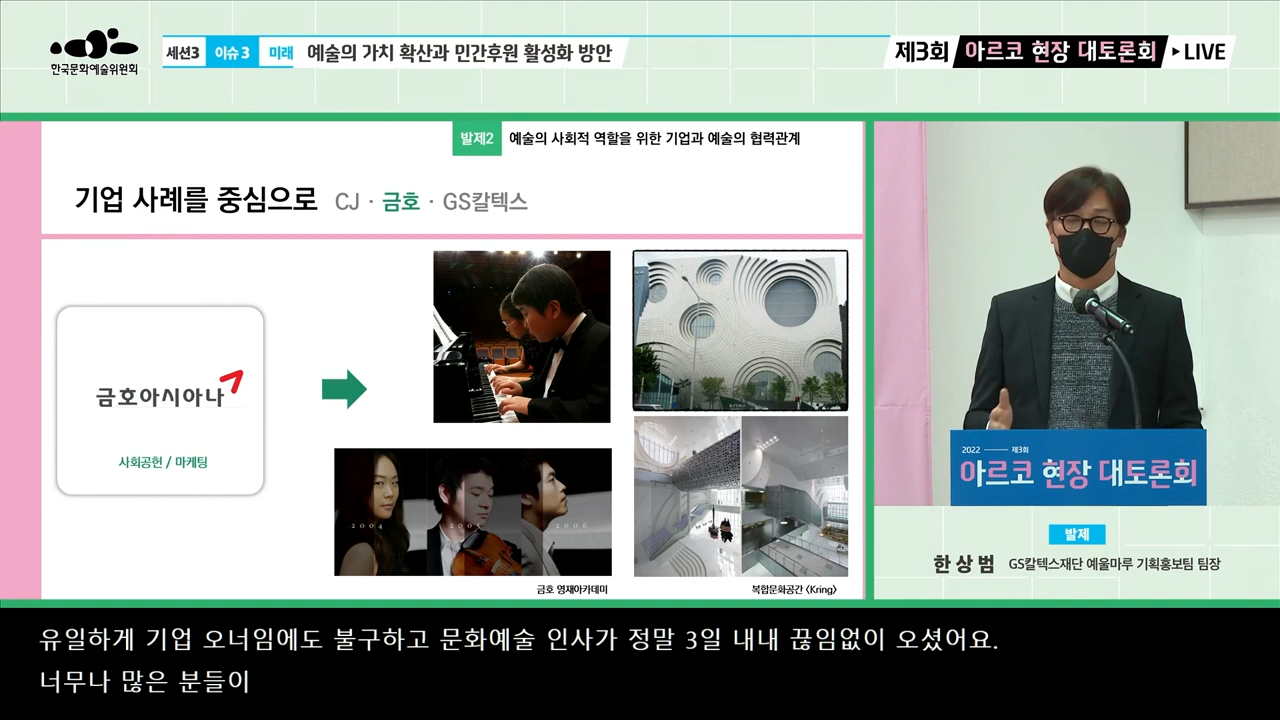 한국문화예술위원회
세션3 이슈 3 미래 예술의 가치 확산과 민간후원 활성화 방안
제3회 아르코 현장 대토론회 ▸LIVE
발제2 예술의 사회적 역할을 위한 기업과 예술의 협력관계
기업 사례를 중심으로 CJ · 금호 · GS칼텍스
금호아시아나
사회공헌 / 마케팅
2004 2005 2006
금호 영재아카데미
복합문화공간 <Kring>
2022 제3회
아르코 현장 대토론회
발제
한상범 GS칼텍스재단 예울마루 기획홍보팀 팀장
유일하게 기업 오너임에도 불구하고 문화예술 인사가 정말 3일 내내 끊임없이 오셨어요.
너무나 많은 분들이